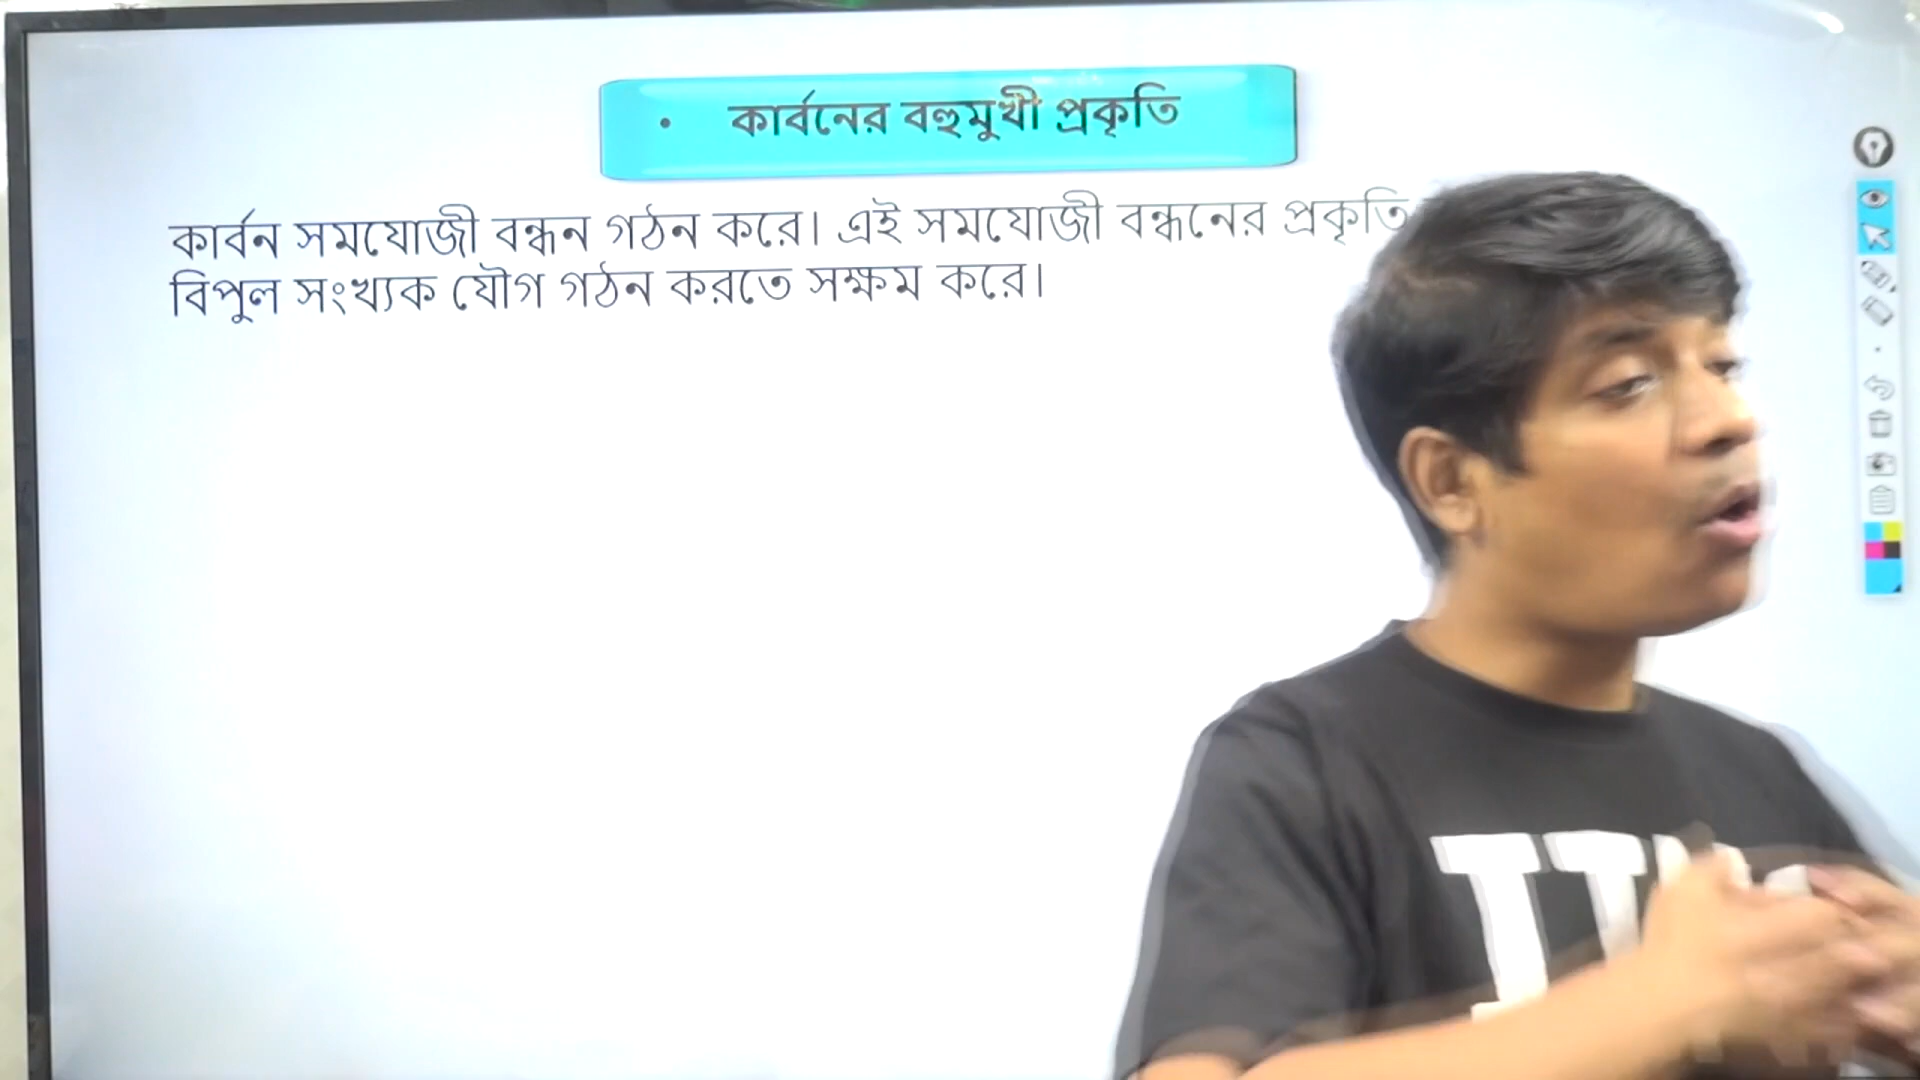 • কার্বনের বহুমুখী প্রকৃতি
কার্বন সমযোজী বন্ধন গঠন করে। এই সমযোজী বন্ধনের প্রকৃতি
বিপুল সংখ্যক যৌগ গঠন করতে সক্ষম করে।